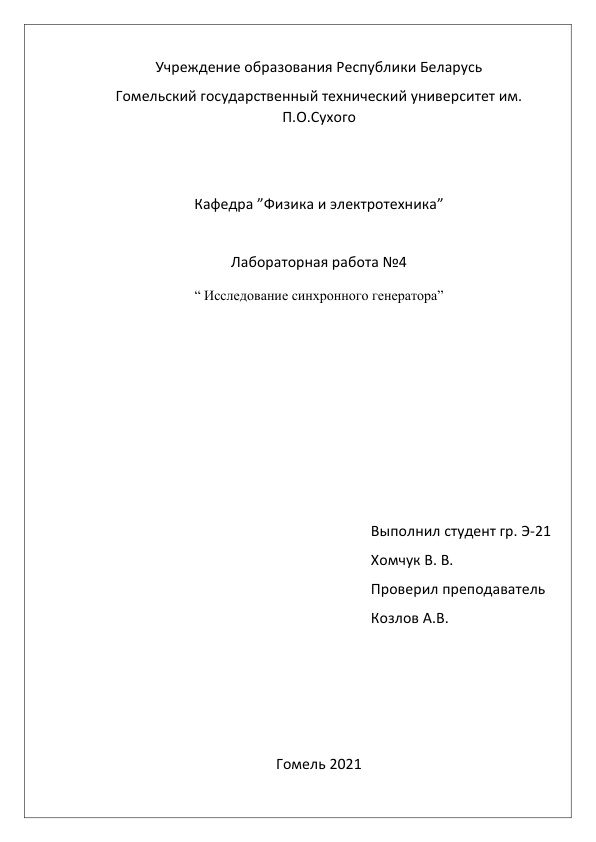 Учреждение образования Республики Беларусь
Гомельский государственный технический университет им.
П.О.Сухого
Кафедра ”Физика и электротехника”
Лабораторная работа №4
“ Исследование синхронного генератора”
Выполнил студент гр. Э-21
Хомчук В. В.
Проверил преподаватель
Козлов А.В.
Гомель 2021